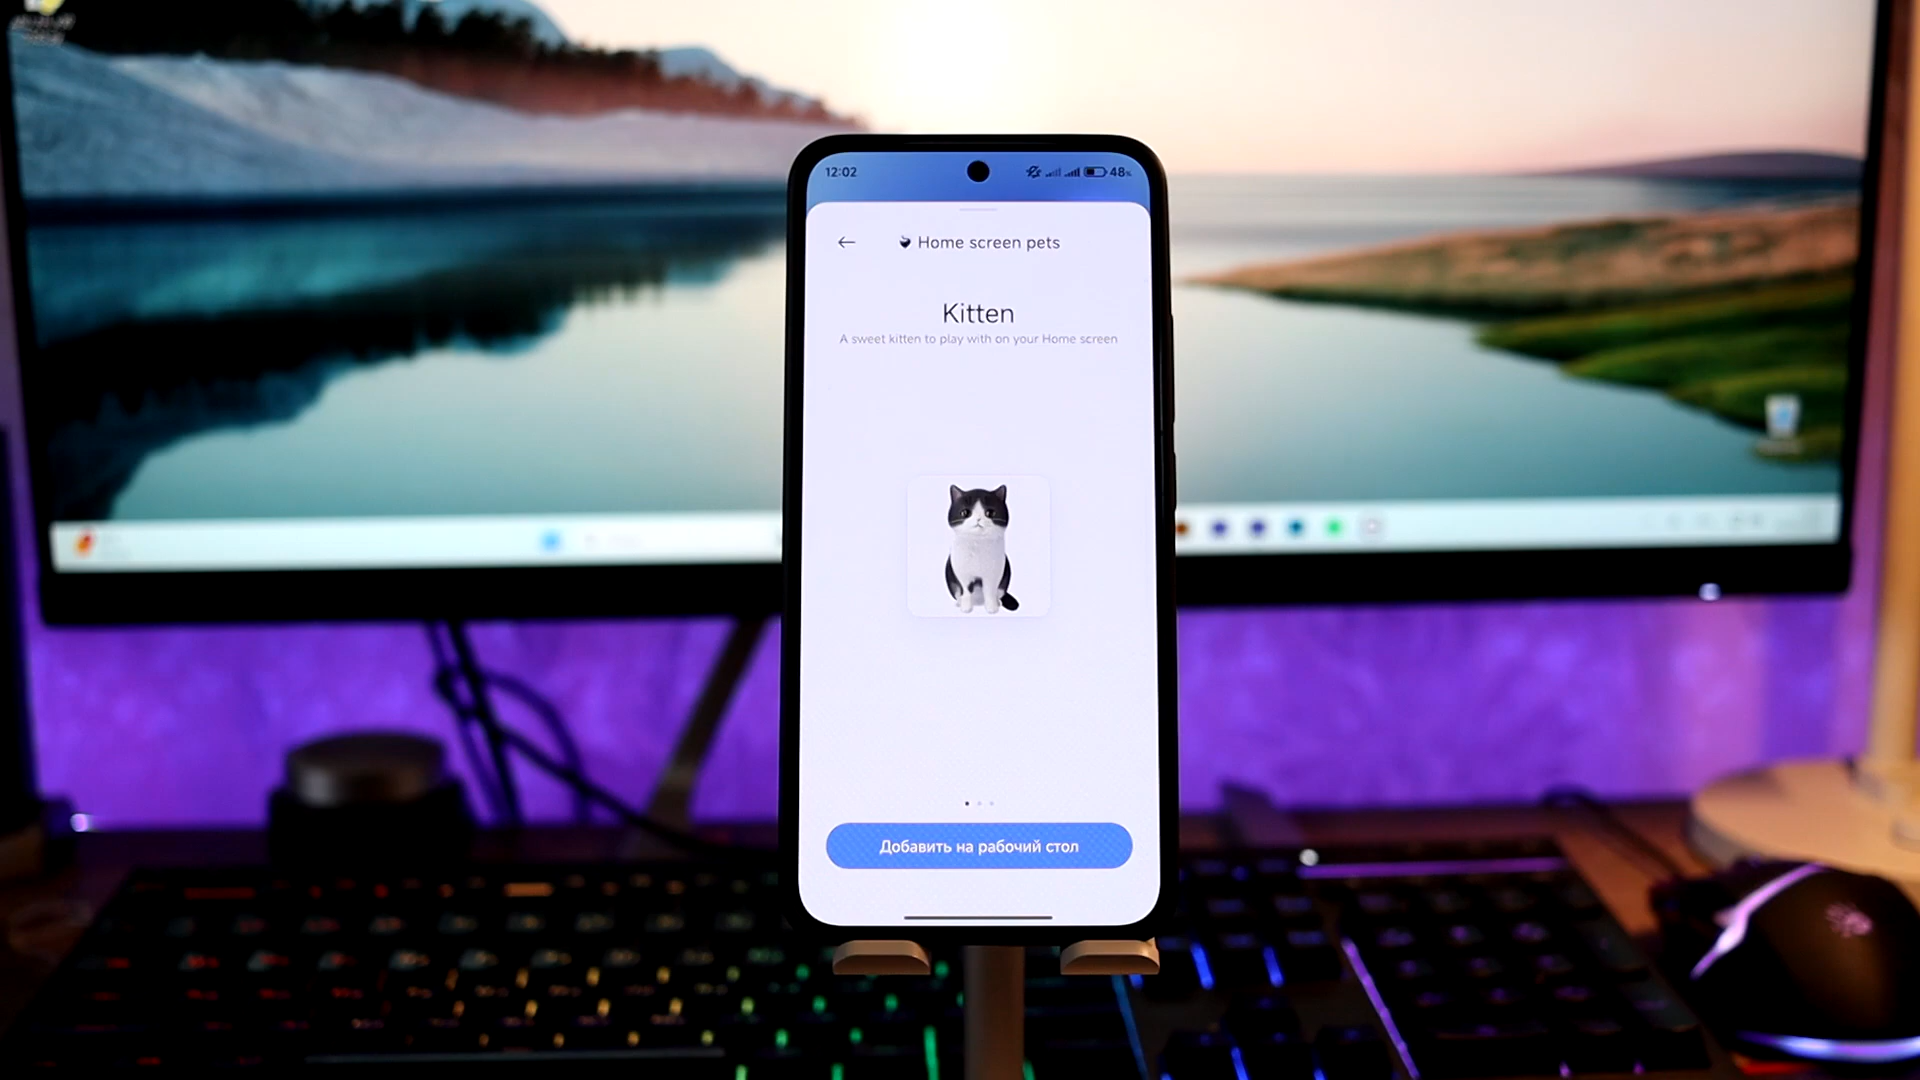 12:02
48%
Home screen pets
Kitten
A sweet kitten to play with on your Home screen
Добавить на рабочий стол